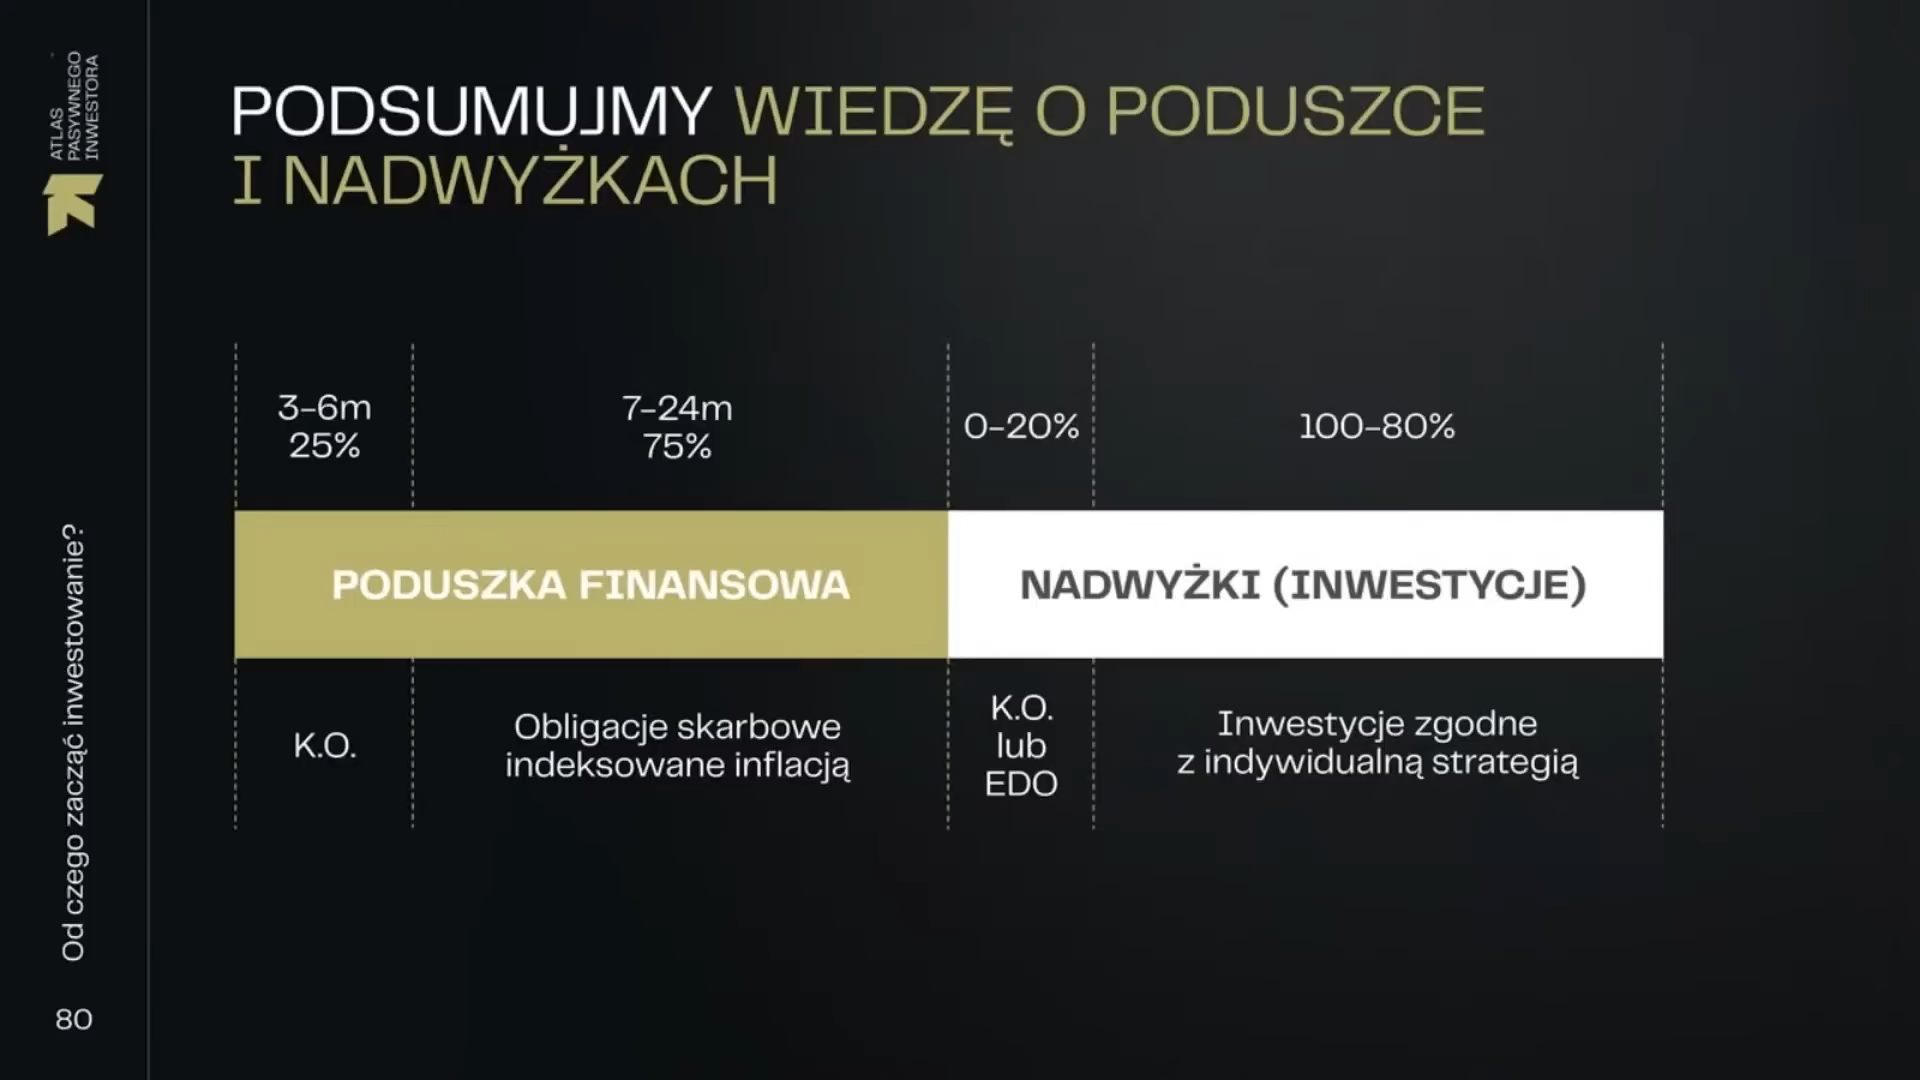 ATLAS
PASYWNEGO
INWESTORA
PODSUMUJMY WIEDZĘ O PODUSZCE
I NADWYŻKACH
3–6m
25%
7–24m
75%
0–20%
100–80%
PODUSZKA FINANSOWA
NADWYŻKI (INWESTYCJE)
K.O.
Obligacje skarbowe
indeksowane inflacją
K.O.
lub
EDO
Inwestycje zgodne
z indywidualną strategią
Od czego zacząć inwestowanie?
80